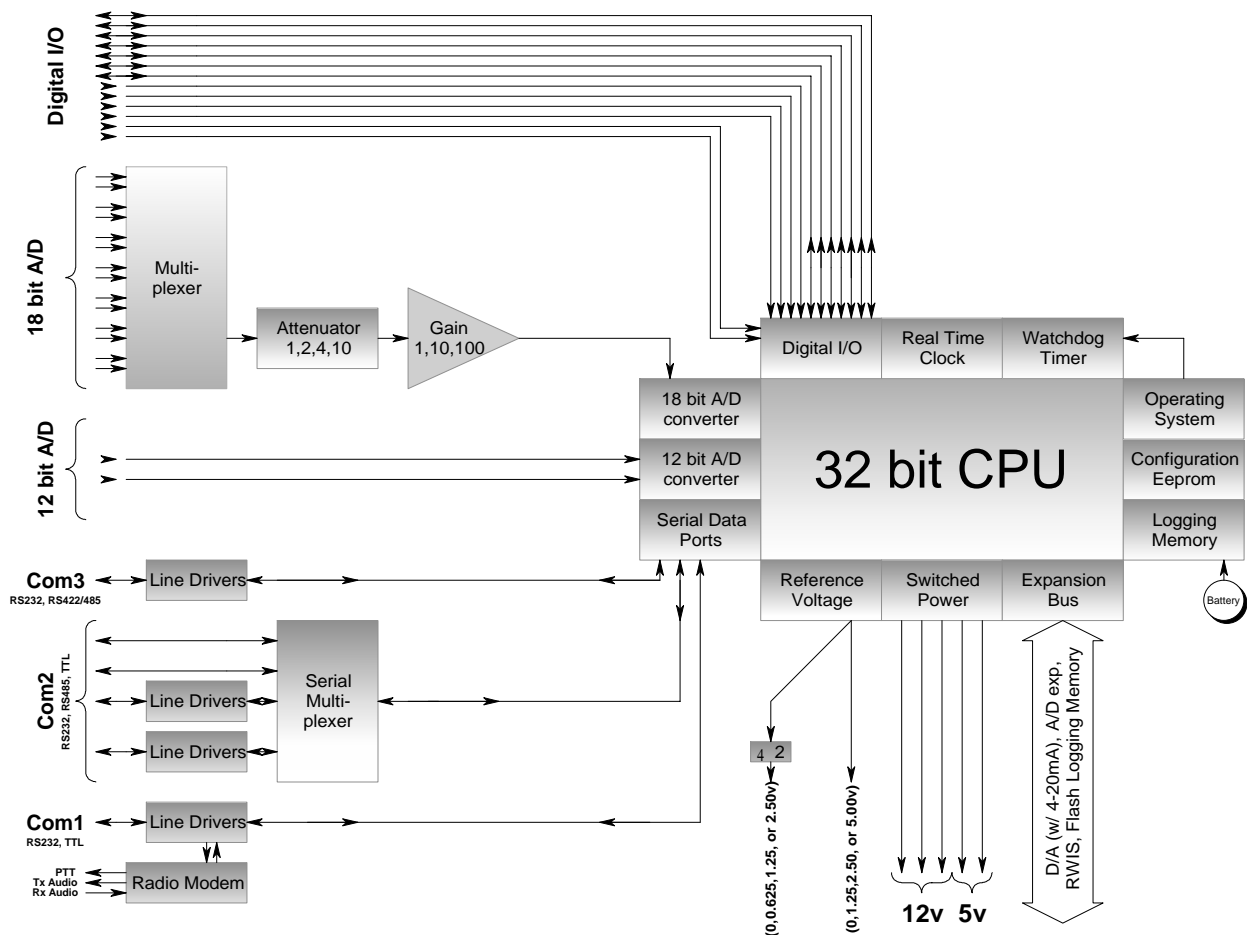 Digital I/O
18 bit A/D
Multi-
plexer
Attenuator
1,2,4,10
Gain
1,10,100
Digital I/O
Real Time
Clock
Watchdog
Timer
18 bit A/D
converter
Operating
System
12 bit A/D
12 bit A/D
converter
32 bit CPU
Configuration
Eeprom
Serial Data
Ports
Logging
Memory
Com3
RS232, RS422/485
Line Drivers
Reference
Voltage
Switched
Power
Expansion
Bus
Battery
Com2
RS232, RS485, TTL
Line Drivers
Line Drivers
Serial
Multi-
plexer
4 2
(0,0.625,1.25, or 2.50v)
(0,1.25,2.50, or 5.00v)
D/A (w/ 4-20mA), A/D exp,
RWIS, Flash Logging Memory
Com1
RS232, TTL
Line Drivers
PTT
Tx Audio
Rx Audio
Radio Modem
12v 5v